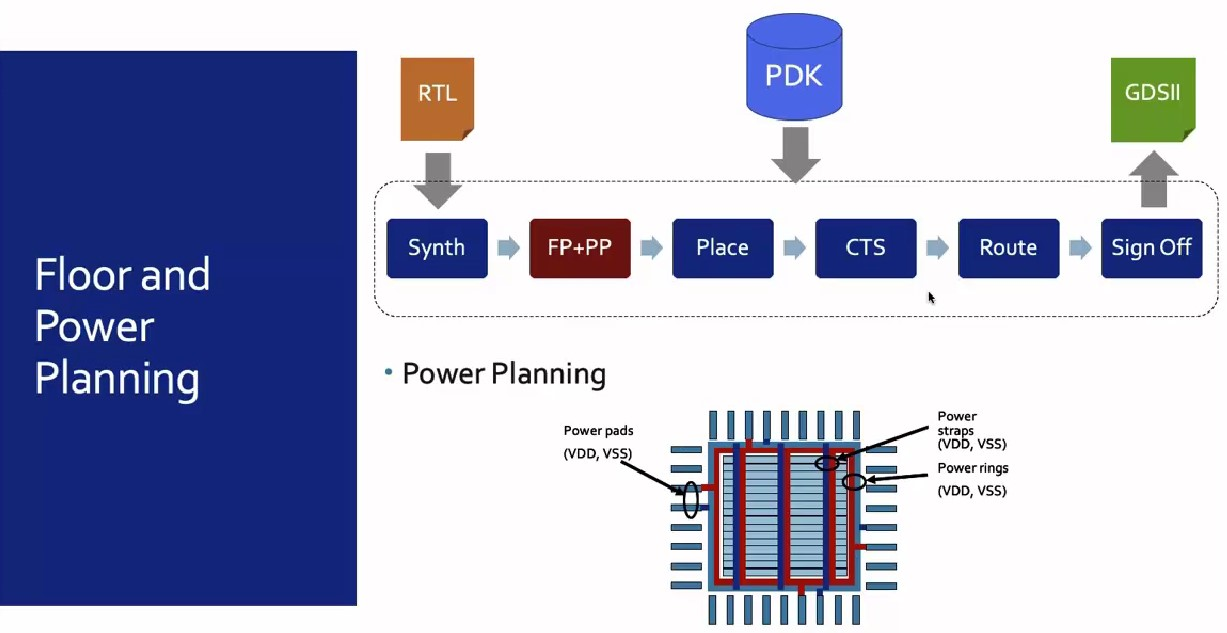 Floor and
Power
Planning
RTL
PDK
GDSII
Synth
FP+PP
Place
CTS
Route
Sign Off
• Power Planning
Power pads
(VDD, VSS)
Power
straps
(VDD, VSS)
Power rings
(VDD, VSS)